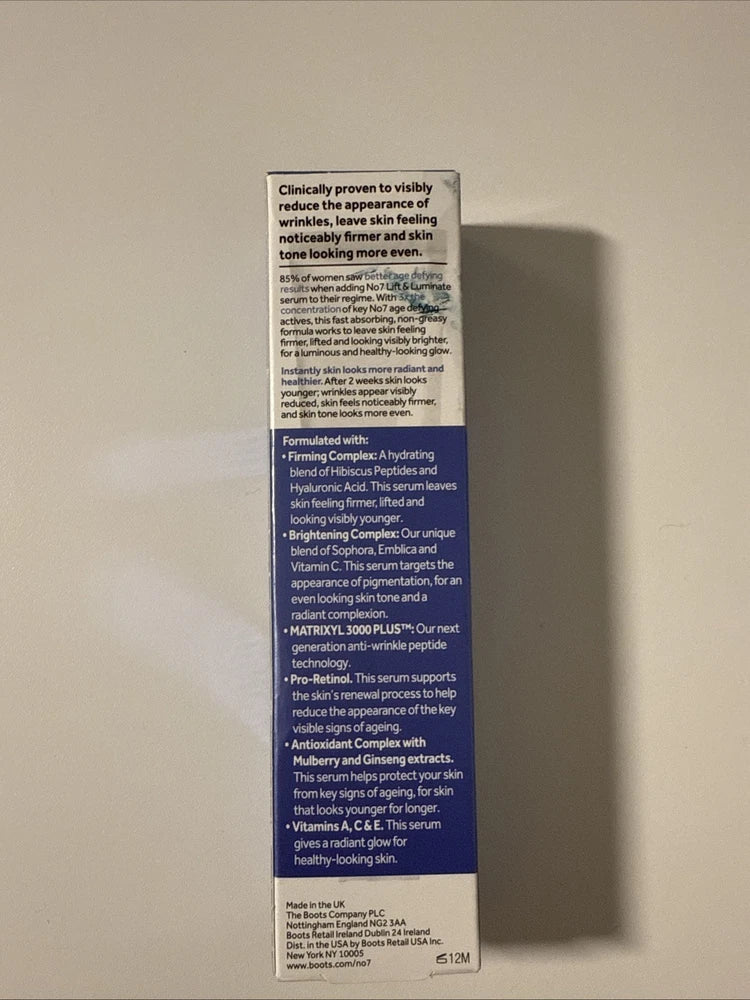 Clinically proven to visibly
reduce the appearance of
wrinkles, leave skin feeling
noticeably firmer and skin
tone looking more even.
85% of women saw better age defying
results when adding No7 Lift & Luminate
serum to their regime. With 5x the
concentration of key No7 age defying
actives, this fast absorbing, non-greasy
formula works to leave skin feeling
firmer, lifted and looking visibly brighter,
for a luminous and healthy-looking glow.
Instantly skin looks more radiant and
healthier. After 2 weeks skin looks
younger; wrinkles appear visibly
reduced, skin feels noticeably firmer,
and skin tone looks more even.
Formulated with:
• Firming Complex: A hydrating
blend of Hibiscus Peptides and
Hyaluronic Acid. This serum leaves
skin feeling firmer, lifted and
looking visibly younger.
• Brightening Complex: Our unique
blend of Sophora, Emblica and
Vitamin C. This serum targets the
appearance of pigmentation, for an
even looking skin tone and a
radiant complexion.
• MATRIXYL 3000 PLUS™: Our next
generation anti-wrinkle peptide
technology.
• Pro-Retinol. This serum supports
the skin's renewal process to help
reduce the appearance of the key
visible signs of ageing.
• Antioxidant Complex with
Mulberry and Ginseng extracts.
This serum helps protect your skin
from key signs of ageing, for skin
that looks younger for longer.
• Vitamins A, C & E. This serum
gives a radiant glow for
healthy-looking skin.
Made in the UK
The Boots Company PLC
Nottingham England NG2 3AA
Boots Retail Ireland Dublin 24 Ireland
Dist. in the USA by Boots Retail USA Inc.
New York NY 10005
www.boots.com/no7
12M